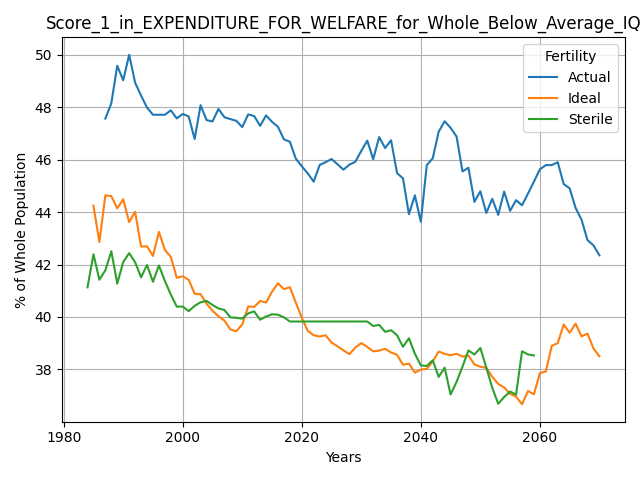 Score_1_in_EXPENDITURE_FOR_WELFARE_for_Whole_Below_Average_IQ
Fertility
Actual
Ideal
Sterile
% of Whole Population
50
48
46
44
42
40
38
1980
2000
2020
2040
2060
Years